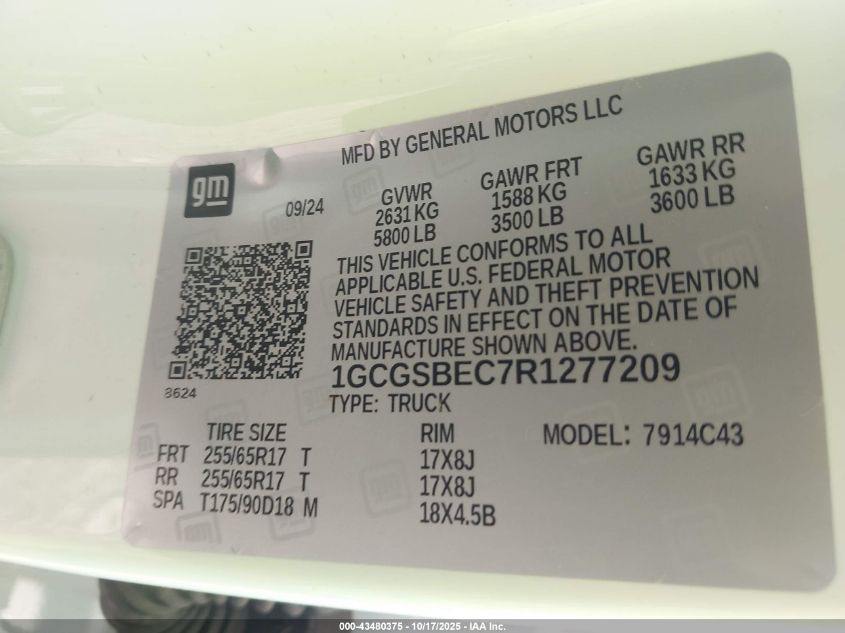 MFD BY GENERAL MOTORS LLC
gm
09/24
GVWR GAWR FRT GAWR RR
2631 KG 1588 KG 1633 KG
5800 LB 3500 LB 3600 LB
THIS VEHICLE CONFORMS TO ALL
APPLICABLE U.S. FEDERAL MOTOR
VEHICLE SAFETY AND THEFT PREVENTION
STANDARDS IN EFFECT ON THE DATE OF
MANUFACTURE SHOWN ABOVE.
1GCGSBEC7R1277209
8624
TYPE: TRUCK
TIRE SIZE RIM MODEL: 7914C43
FRT 255/65R17 T 17X8J
RR 255/65R17 T 17X8J
SPA T175/90D18 M 18X4.5B
000-43480375 - 10/17/2025 - IAA Inc.